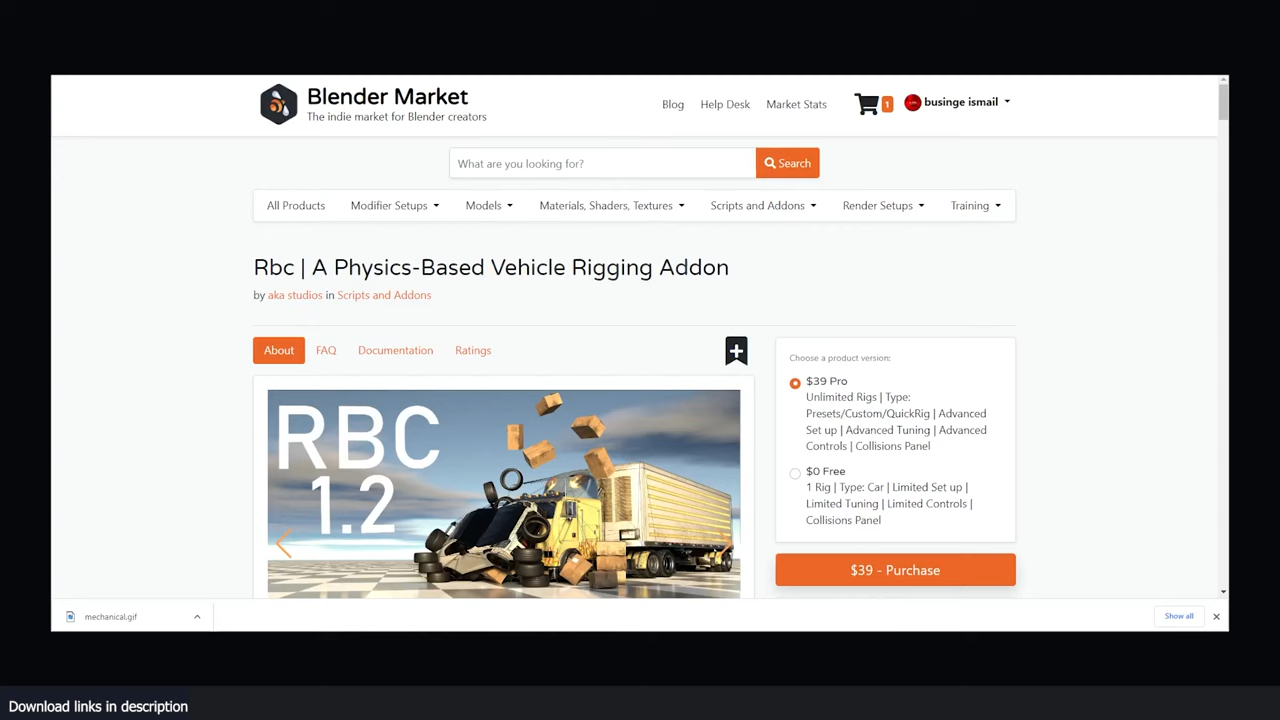 Blender Market
The indie market for Blender creators
Blog
Help Desk
Market Stats
1
businge ismail
What are you looking for?
Search
All Products
Modifier Setups
Models
Materials, Shaders, Textures
Scripts and Addons
Render Setups
Training
Rbc | A Physics-Based Vehicle Rigging Addon
by aka studios in Scripts and Addons
About
FAQ
Documentation
Ratings
RBC
1.2
Choose a product version:
$39 Pro
Unlimited Rigs | Type:
Presets/Custom/QuickRig | Advanced
Set up | Advanced Tuning | Advanced
Controls | Collisions Panel
$0 Free
1 Rig | Type: Car | Limited Set up |
Limited Tuning | Limited Controls |
Collisions Panel
$39 - Purchase
mechanical.gif
Show all
Download links in description